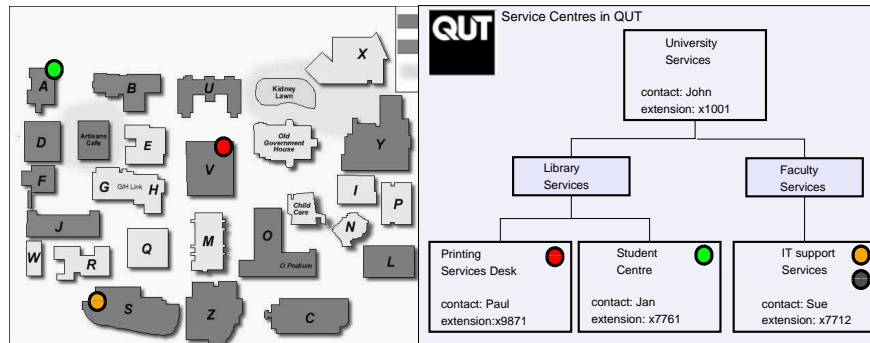 X
A
B
U
Kidney
Lawn
D
Artisans
Cafe
E
V
Old
Government
House
Y
F
G
G/H Link
H
I
P
J
Child
Care
N
W
R
Q
M
O
O Podium
L
S
Z
C
QUT
Service Centres in QUT
University
Services
contact: John
extension: x1001
Library
Services
Faculty
Services
Printing
Services Desk
contact: Paul
extension:x9871
Student
Centre
contact: Jan
extension: x7761
IT support
Services
contact: Sue
extension: x7712